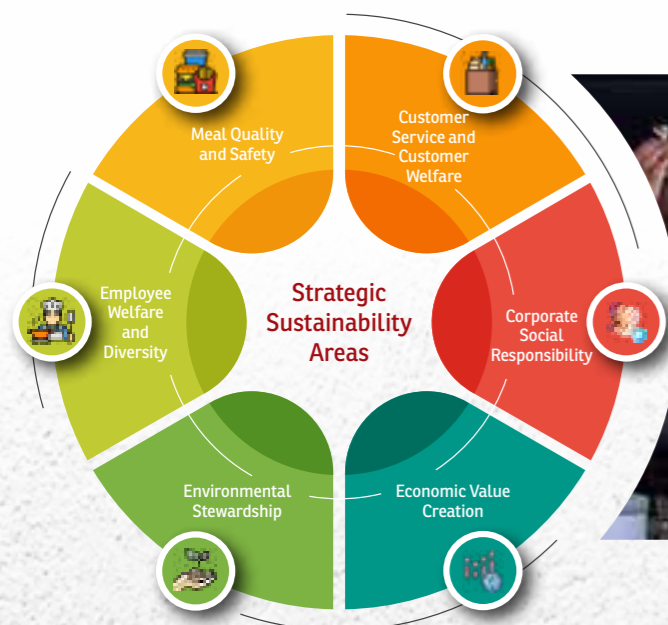 Meal Quality
and Safety
Customer
Service and
Customer
Welfare
Employee
Welfare
and
Diversity
Strategic
Sustainability
Areas
Corporate
Social
Responsibility
Environmental
Stewardship
Economic Value
Creation